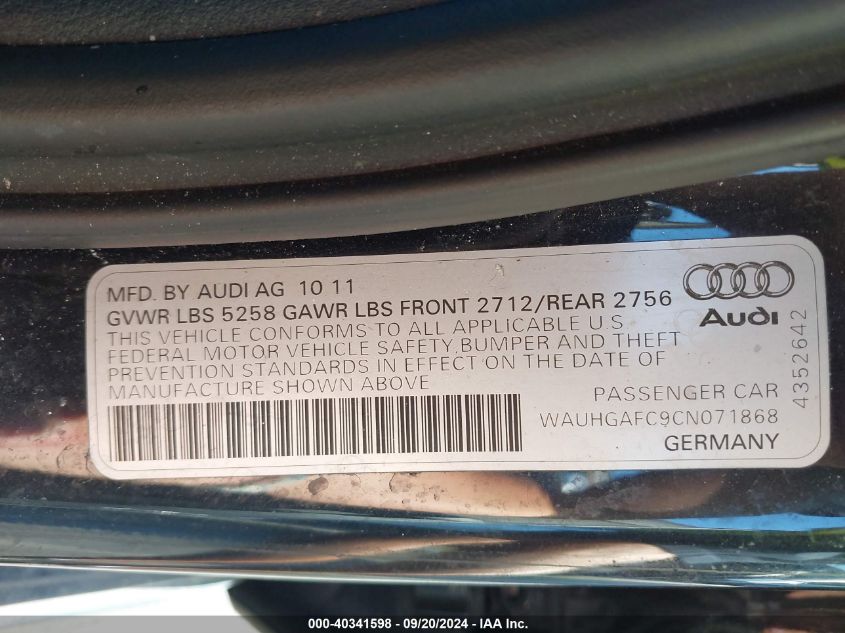 MFD. BY AUDI AG 10 11
GVWR LBS 5258 GAWR LBS FRONT 2712/REAR 2756
THIS VEHICLE CONFORMS TO ALL APPLICABLE U S
FEDERAL MOTOR VEHICLE SAFETY,BUMPER AND THEFT
PREVENTION STANDARDS IN EFFECT ON THE DATE OF
MANUFACTURE SHOWN ABOVE
Audi
PASSENGER CAR
WAUHGAFC9CN071868
GERMANY
4352642
000-40341598 - 09/20/2024 - IAA Inc.